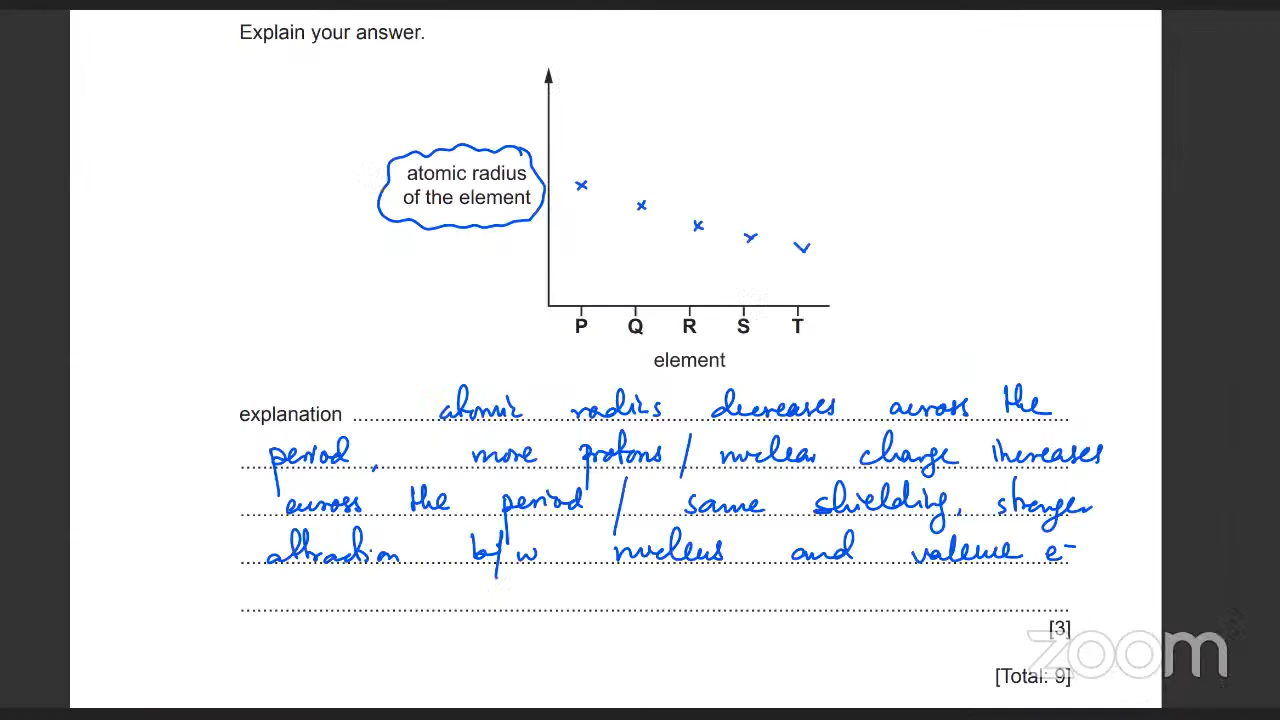 Explain your answer.
atomic radius
of the element
P Q R S T
element
explanation atomic radius decreases across the
period, more protons / nuclear charge increases
across the period / same shielding, stronger
attraction b/w nucleus and valence e-
[3]
[Total: 9]
zoom